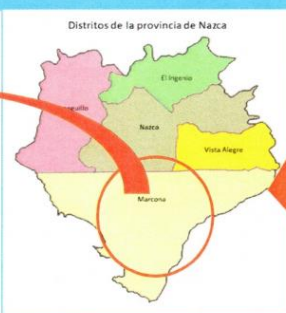 Distritos de la provincia de Nazca
El Ingenio
Nazca
Vista Alegre
Marcona